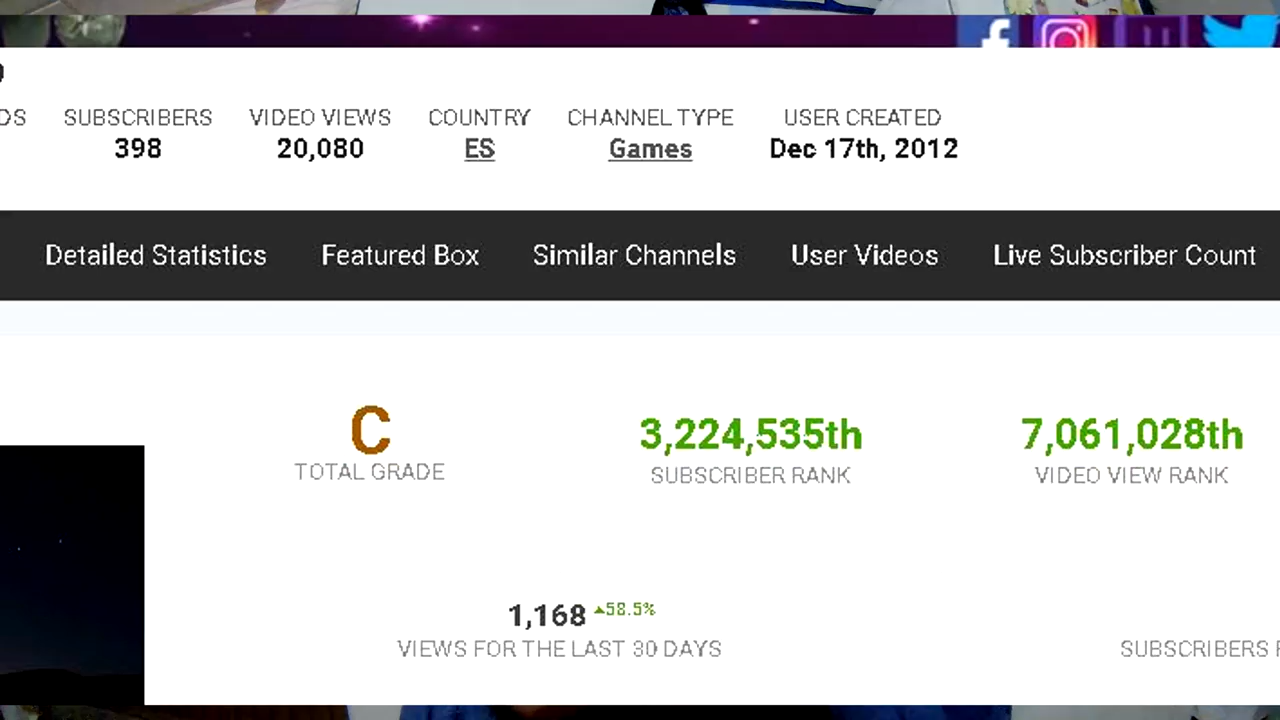 SUBSCRIBERS VIDEO VIEWS COUNTRY CHANNEL TYPE USER CREATED
398 20,080 ES Games Dec 17th, 2012
Detailed Statistics Featured Box Similar Channels User Videos Live Subscriber Count
C 3,224,535th 7,061,028th
TOTAL GRADE SUBSCRIBER RANK VIDEO VIEW RANK
1,168 ▲58.5%
VIEWS FOR THE LAST 30 DAYS SUBSCRIBERS